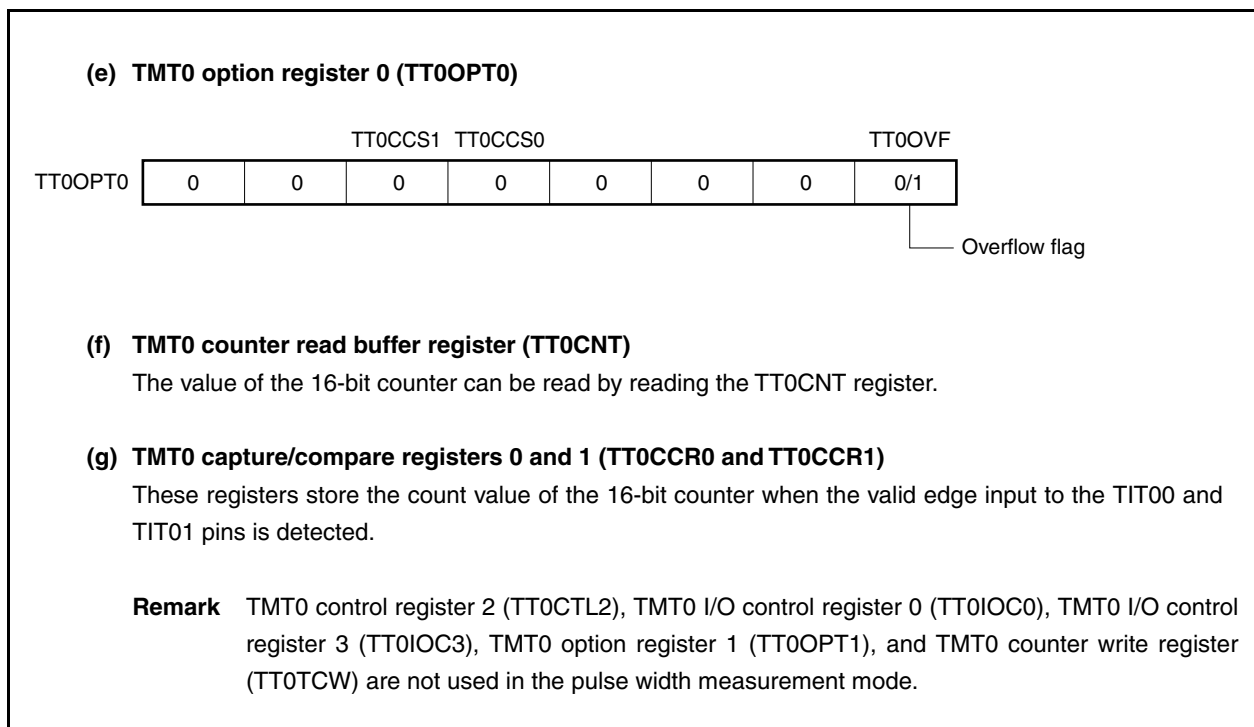 (e) TMT0 option register 0 (TT0OPT0)
TT0CCS1 TT0CCS0 TT0OVF
TT0OPT0 0 0 0 0 0 0 0 0/1
Overflow flag
(f) TMT0 counter read buffer register (TT0CNT)
The value of the 16-bit counter can be read by reading the TT0CNT register.
(g) TMT0 capture/compare registers 0 and 1 (TT0CCR0 and TT0CCR1)
These registers store the count value of the 16-bit counter when the valid edge input to the TIT00 and
TIT01 pins is detected.
Remark TMT0 control register 2 (TT0CTL2), TMT0 I/O control register 0 (TT0IOC0), TMT0 I/O control
register 3 (TT0IOC3), TMT0 option register 1 (TT0OPT1), and TMT0 counter write register
(TT0TCW) are not used in the pulse width measurement mode.